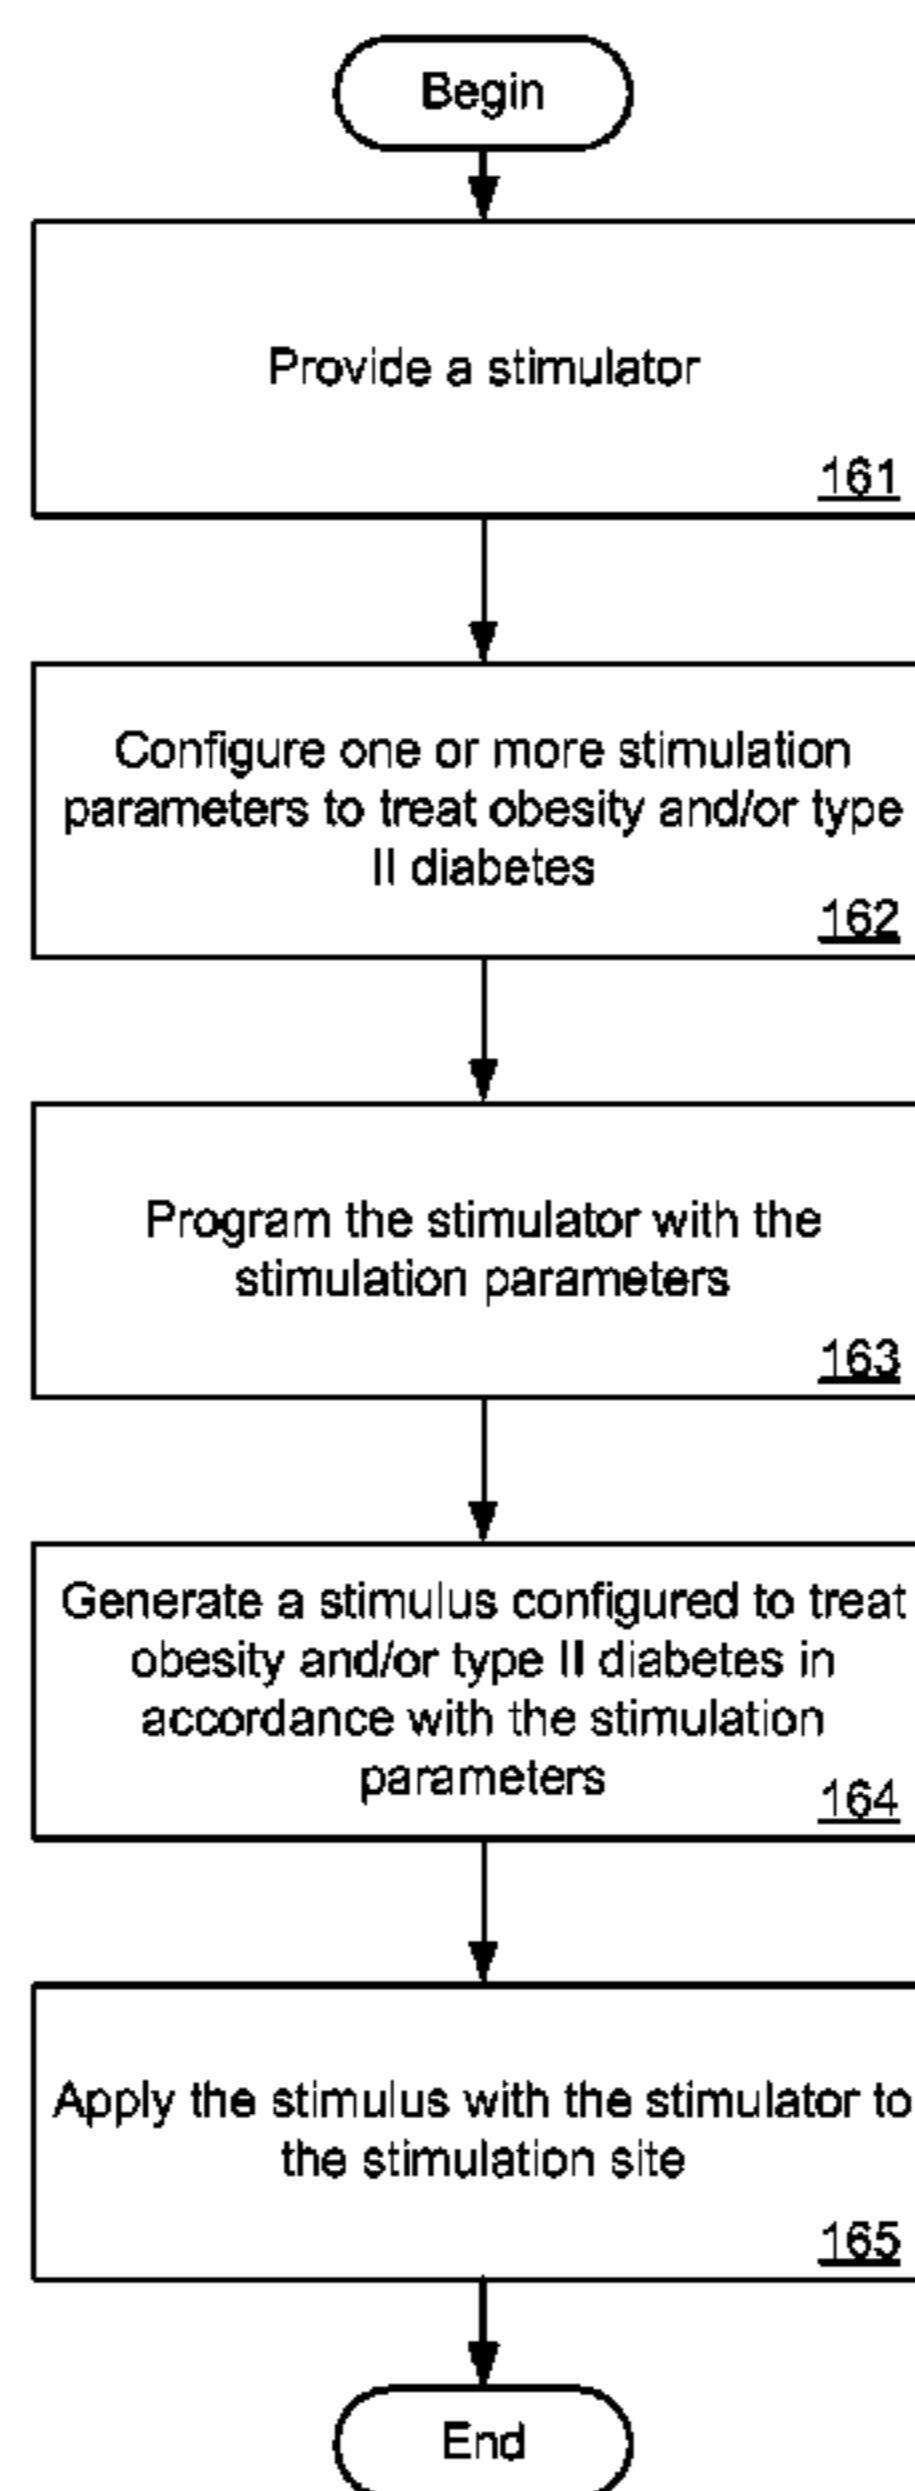 Begin
Provide a stimulator
161
Configure one or more stimulation
parameters to treat obesity and/or type
II diabetes
162
Program the stimulator with the
stimulation parameters
163
Generate a stimulus configured to treat
obesity and/or type II diabetes in
accordance with the stimulation
parameters
164
Apply the stimulus with the stimulator to
the stimulation site
165
End